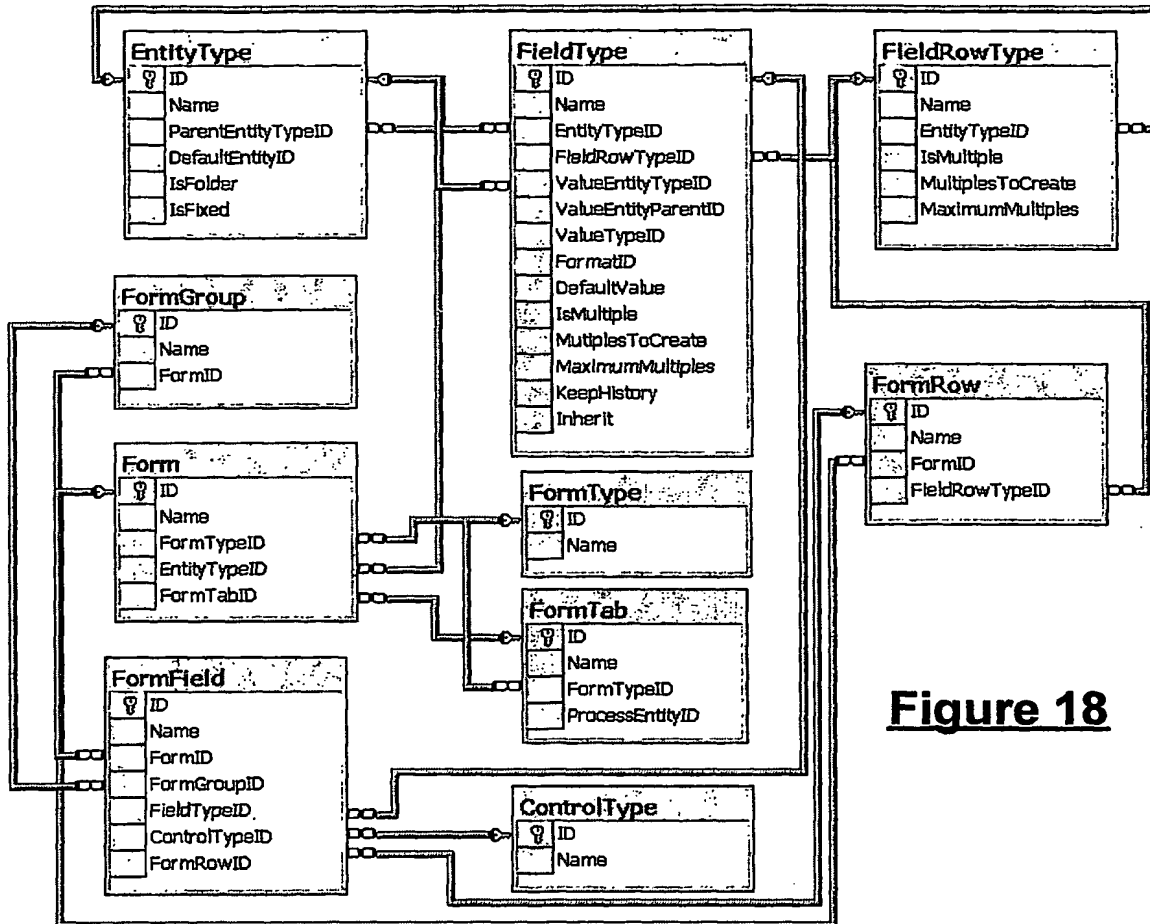 EntityType
ID
Name
ParentEntityTypeID
DefaultEntityID
IsFolder
IsFixed
FieldType
ID
Name
EntityTypeID
FieldRowTypeID
ValueEntityTypeID
ValueEntityParentID
ValueTypeID
FormatID
DefaultValue
IsMultiple
MutiplesToCreate
MaximumMultiples
KeepHistory
Inherit
FieldRowType
ID
Name
EntityTypeID
IsMultiple
MultiplesToCreate
MaximumMultiples
FormGroup
ID
Name
FormID
FormRow
ID
Name
FormID
FieldRowTypeID
Form
ID
Name
FormTypeID
EntityTypeID
FormTabID
FormType
ID
Name
FormTab
ID
Name
FormTypeID
ProcessEntityID
FormField
ID
Name
FormID
FormGroupID
FieldTypeID
ControlTypeID
FormRowID
ControlType
ID
Name
Figure 18